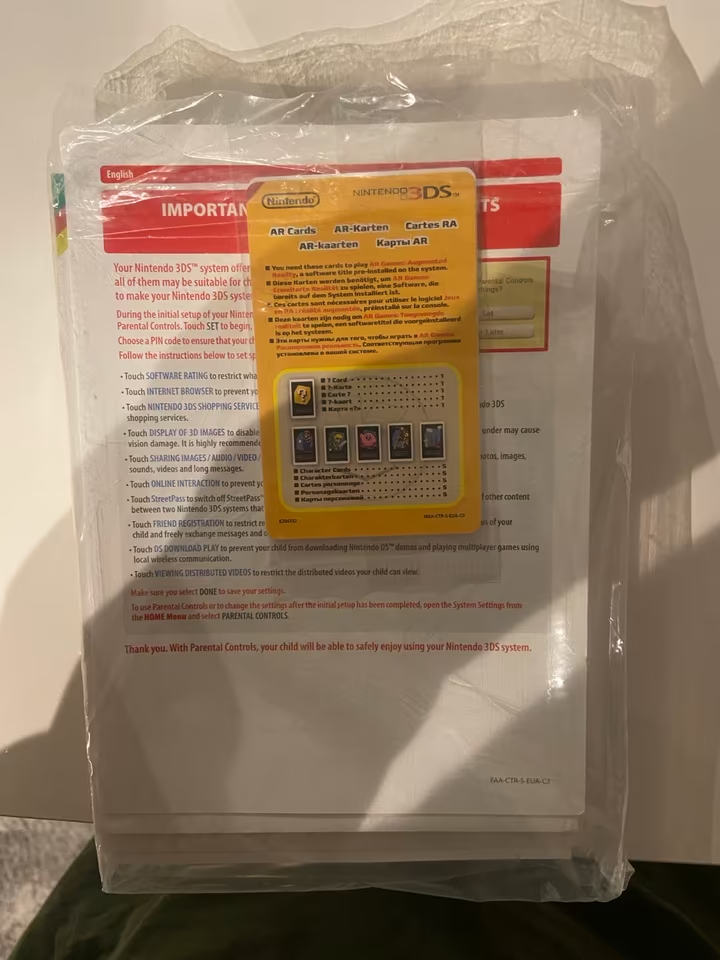 English
IMPORTAN
TS
Nintendo
NINTENDO 3DS™
AR Cards AR-Karten Cartes RA
AR-kaarten Карты AR
■ You need these cards to play AR Games: Augmented
Reality, a software title pre-installed on the system.
■ Diese Karten werden benötigt, um AR Games:
Erweiterte Realität zu spielen, eine Software, die
bereits auf dem System installiert ist.
■ Ces cartes sont nécessaires pour utiliser le logiciel Jeux
en RA : réalité augmentée, préinstallé sur la console.
■ Deze kaarten zijn nodig om AR Games: Toegevoegde
realiteit te spelen, een softwaretitel die voorgeïnstalleerd
is op het systeem.
■ Эти карты нужны для того, чтобы играть в AR Games:
Расширенная реальность. Соответствующая программа
установлена в вашей системе.
■ ? Card 1
■ ?-Karte 1
■ Carte ? 1
■ ?-kaart 1
■ Карта «?» 1
■ Character Cards 5
■ Charakterkarten 5
■ Cartes personnage 5
■ Personagekaarten 5
■ Карты персонажей 5
Your Nintendo 3DS™ system offer
all of them may be suitable for ch
to make your Nintendo 3DS syste
During the initial setup of your Ninten
Parental Controls. Touch SET to begin,
Choose a PIN code to ensure that your ch
Follow the instructions below to set sp
arental Controls
ttings?
Set
Later
• Touch SOFTWARE RATING to restrict wha
• Touch INTERNET BROWSER to prevent yo
• Touch NINTENDO 3DS SHOPPING SERVICE
do 3DS
shopping services.
• Touch DISPLAY OF 3D IMAGES to disable
under may cause
vision damage. It is highly recommende
• Touch SHARING IMAGES / AUDIO / VIDEO /
otos, images,
sounds, videos and long messages.
• Touch ONLINE INTERACTION to prevent yo
• Touch StreetPass to switch off StreetPass™
f other content
between two Nintendo 3DS systems that
• Touch FRIEND REGISTRATION to restrict re
us of your
child and freely exchange messages and o
• Touch DS DOWNLOAD PLAY to prevent your child from downloading Nintendo DS™ demos and playing multiplayer games using
local wireless communication.
• Touch VIEWING DISTRIBUTED VIDEOS to restrict the distributed videos your child can view.
Make sure you select DONE to save your settings.
To use Parental Controls or to change the settings after the initial setup has been completed, open the System Settings from
the HOME Menu and select PARENTAL CONTROLS.
Thank you. With Parental Controls, your child will be able to safely enjoy using your Nintendo 3DS system.
EAA-CTR-S-EUR-C3